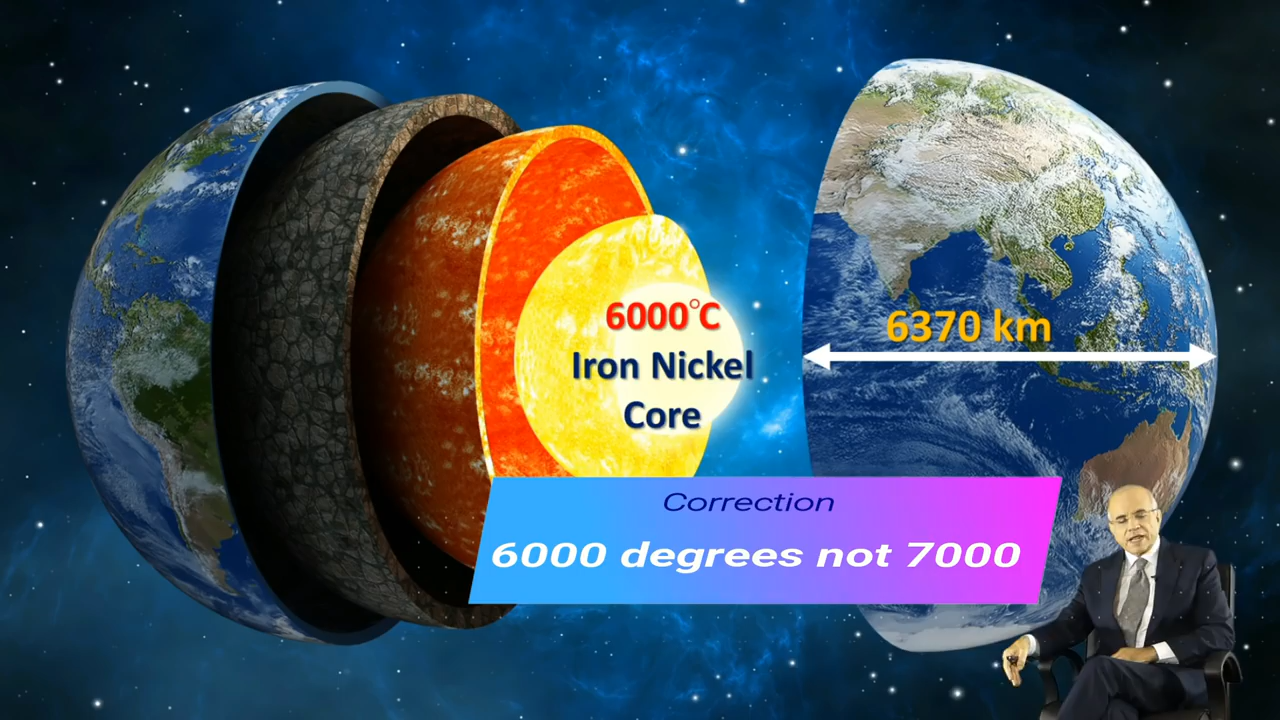 6000°C
Iron Nickel
Core
6370 km
Correction
6000 degrees not 7000